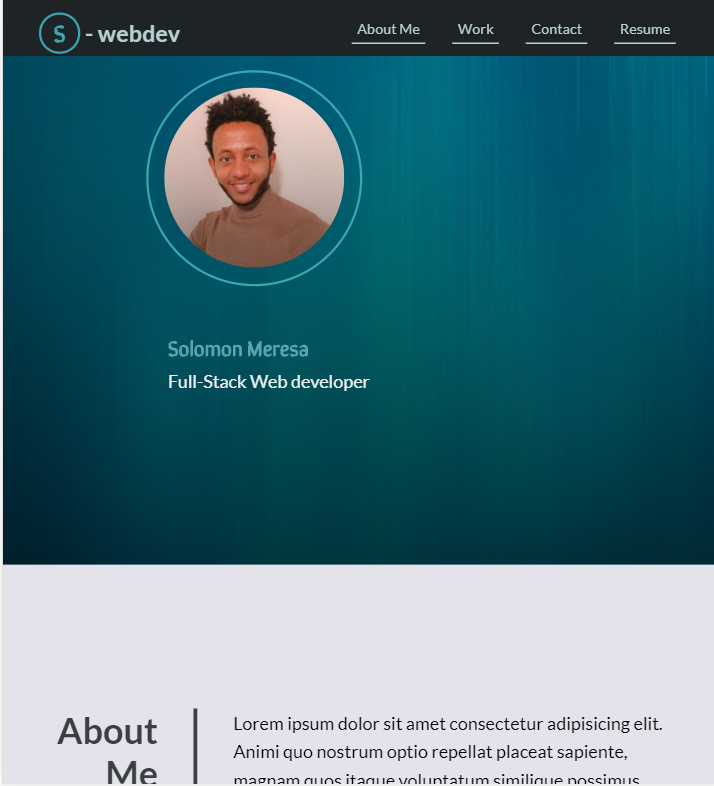 S - webdev
About Me Work Contact Resume
Solomon Meresa
Full-Stack Web developer
About
Me
Lorem ipsum dolor sit amet consectetur adipisicing elit.
Animi quo nostrum optio repellat placeat sapiente,
magnam quos itaque voluptatum similique possimus